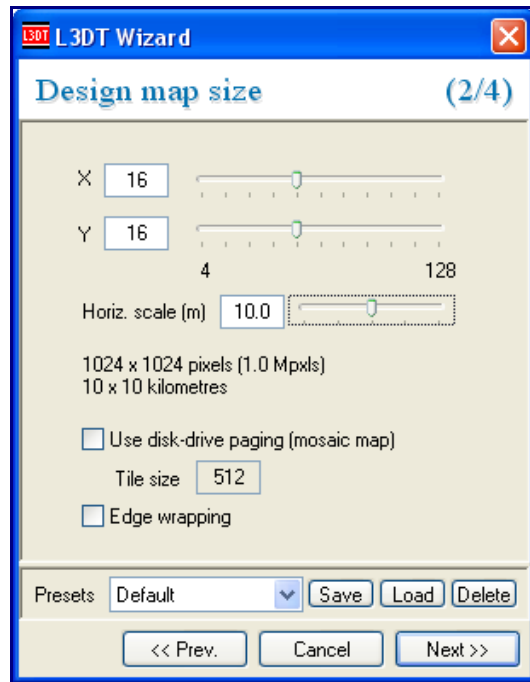 L3DT L3DT Wizard
Design map size (2/4)
X 16
Y 16
4 128
Horiz. scale (m) 10.0
1024 x 1024 pixels (1.0 Mpxls)
10 x 10 kilometres
Use disk-drive paging (mosaic map)
Tile size 512
Edge wrapping
Presets Default Save Load Delete
<< Prev. Cancel Next >>